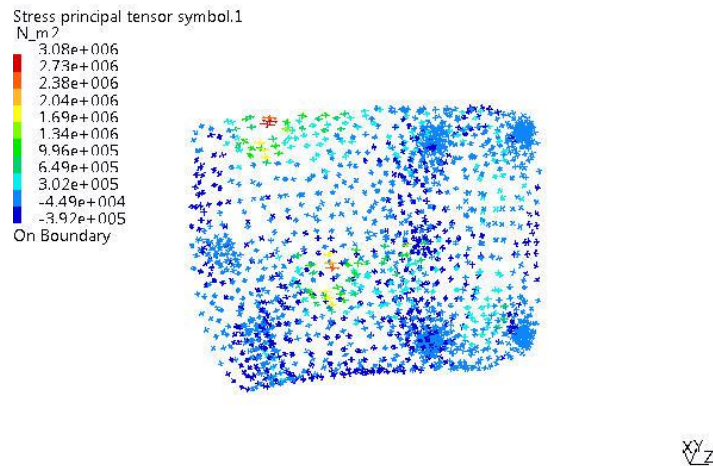 Stress principal tensor symbol.1
N_m2
3.08e+006
2.73e+006
2.38e+006
2.04e+006
1.69e+006
1.34e+006
9.96e+005
6.49e+005
3.02e+005
-4.49e+004
-3.92e+005
On Boundary
X Y
Z